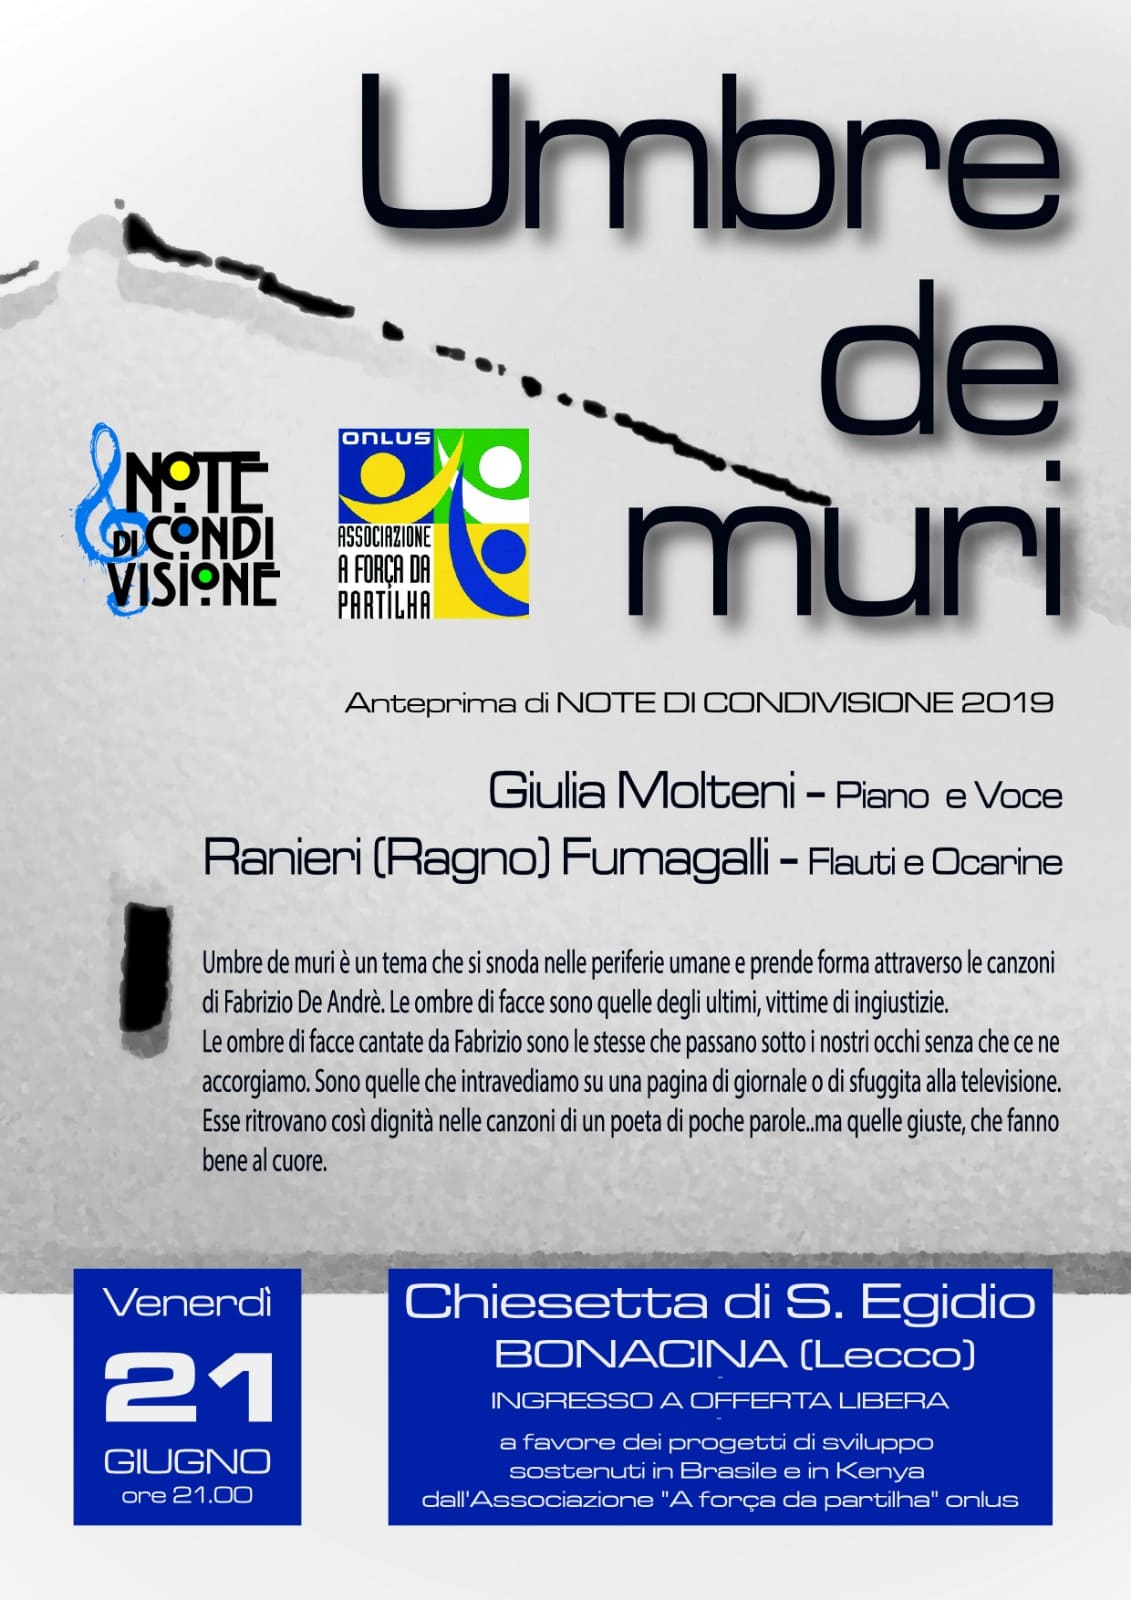 Umbre
de
muri
NOTE
DI CONDI
VISIONE
ONLUS
ASSOCIAZIONE
A FORÇA DA
PARTILHA
Anteprima di NOTE DI CONDIVISIONE 2019
Giulia Molteni - Piano e Voce
Ranieri (Ragno) Fumagalli - Flauti e Ocarine
Umbre de muri è un tema che si snoda nelle periferie umane e prende forma attraverso le canzoni
di Fabrizio De Andrè. Le ombre di facce sono quelle degli ultimi, vittime di ingiustizie.
Le ombre di facce cantate da Fabrizio sono le stesse che passano sotto i nostri occhi senza che ce ne
accorgiamo. Sono quelle che intravediamo su una pagina di giornale o di sfuggita alla televisione.
Esse ritrovano così dignità nelle canzoni di un poeta di poche parole..ma quelle giuste, che fanno
bene al cuore.
Venerdì
21
GIUGNO
ore 21.00
Chiesetta di S. Egidio
BONACINA (Lecco)
-
INGRESSO A OFFERTA LIBERA
-
a favore dei progetti di sviluppo
sostenuti in Brasile e in Kenya
dall'Associazione "A força da partilha" onlus